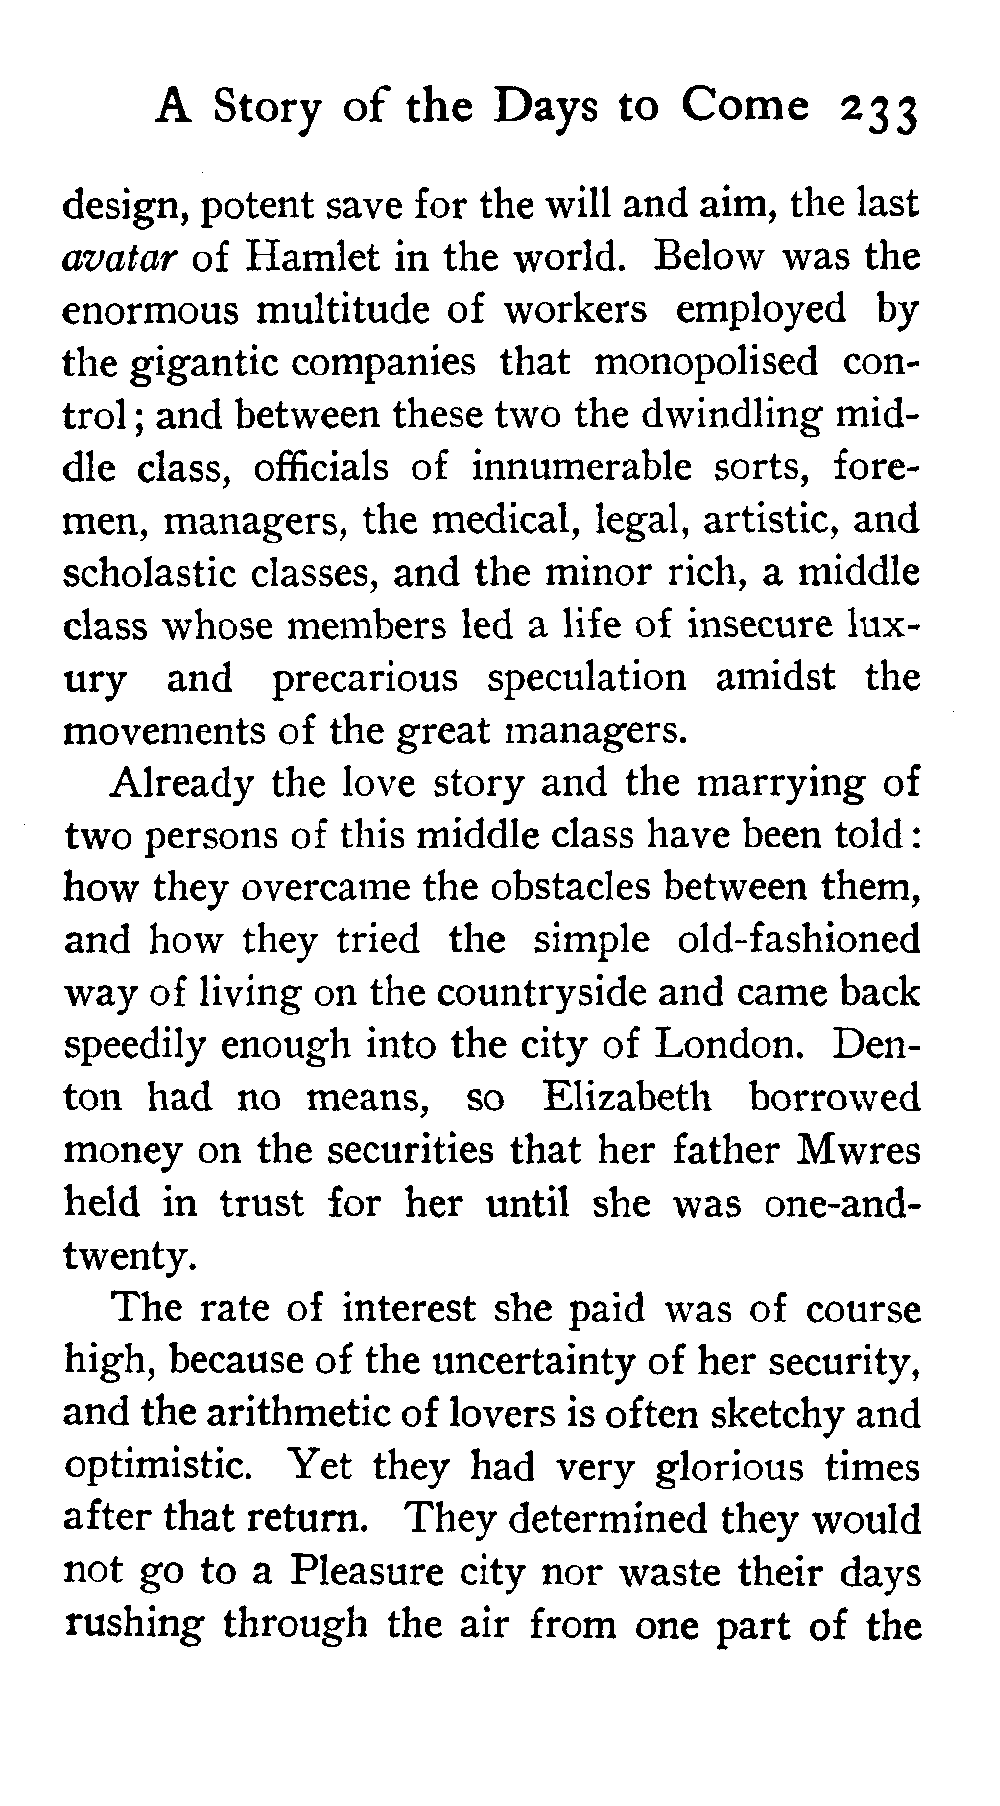 A Story of the Days to Come 233
design, potent save for the will and aim, the last
avatar of Hamlet in the world. Below was the
enormous multitude of workers employed by
the gigantic companies that monopolised con-
trol; and between these two the dwindling mid-
dle class, officials of innumerable sorts, fore-
men, managers, the medical, legal, artistic, and
scholastic classes, and the minor rich, a middle
class whose members led a life of insecure lux-
ury and precarious speculation amidst the
movements of the great managers.
Already the love story and the marrying of
two persons of this middle class have been told:
how they overcame the obstacles between them,
and how they tried the simple old-fashioned
way of living on the countryside and came back
speedily enough into the city of London. Den-
ton had no means, so Elizabeth borrowed
money on the securities that her father Mwres
held in trust for her until she was one-and-
twenty.
The rate of interest she paid was of course
high, because of the uncertainty of her security,
and the arithmetic of lovers is often sketchy and
optimistic. Yet they had very glorious times
after that return. They determined they would
not go to a Pleasure city nor waste their days
rushing through the air from one part of the